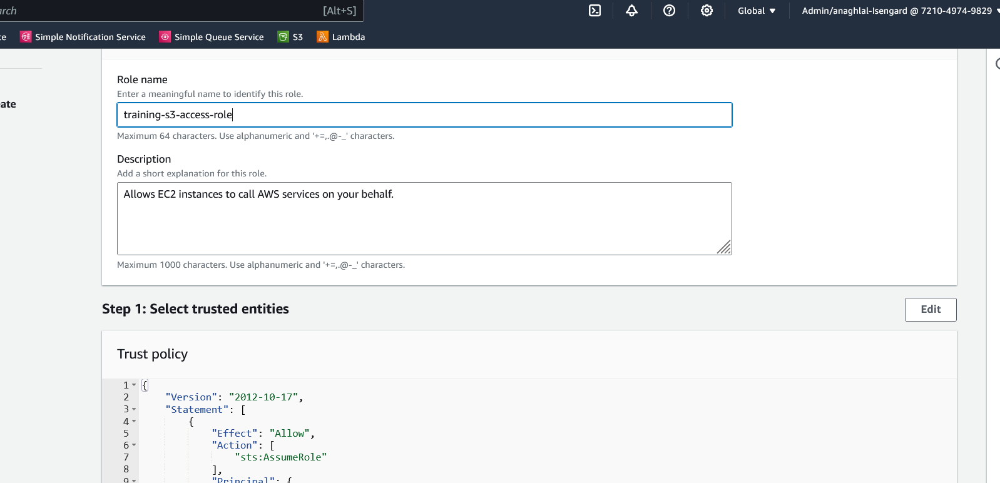 [Alt+S]
Global
Admin/anaghlal-Isengard @ 7210-4974-9829
Simple Notification Service
Simple Queue Service
S3
Lambda
Role name
Enter a meaningful name to identify this role.
training-s3-access-role
Maximum 64 characters. Use alphanumeric and '+=,.@-_' characters.
Description
Add a short explanation for this role.
Allows EC2 instances to call AWS services on your behalf.
Maximum 1000 characters. Use alphanumeric and '+=,.@-_' characters.
Step 1: Select trusted entities
Edit
Trust policy
1 {
2 "Version": "2012-10-17",
3 "Statement": [
4 {
5 "Effect": "Allow",
6 "Action": [
7 "sts:AssumeRole"
8 ],
9 "Principal": {